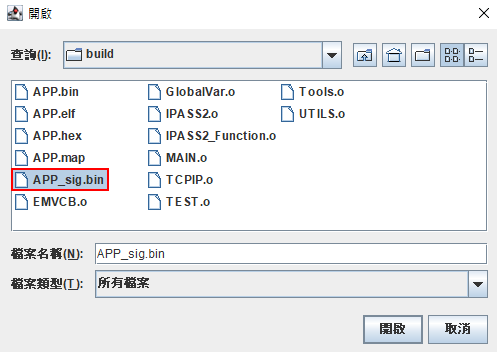 開啟
查詢(I): build
APP.bin GlobalVar.o Tools.o
APP.elf IPASS2.o UTILS.o
APP.hex IPASS2_Function.o
APP.map MAIN.o
APP_sig.bin TCPIP.o
EMVCB.o TEST.o
檔案名稱(N): APP_sig.bin
檔案類型(T): 所有檔案
開啟 取消